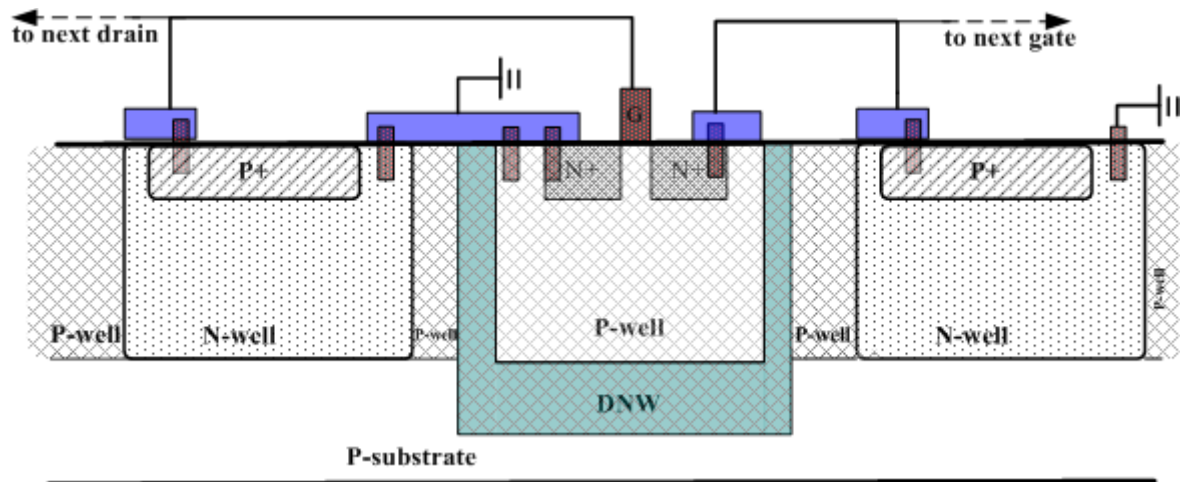 to next drain
to next gate
G
P+
N+
N+
P+
P-well
N-well
P-well
P-well
P-well
N-well
P-well
DNW
P-substrate